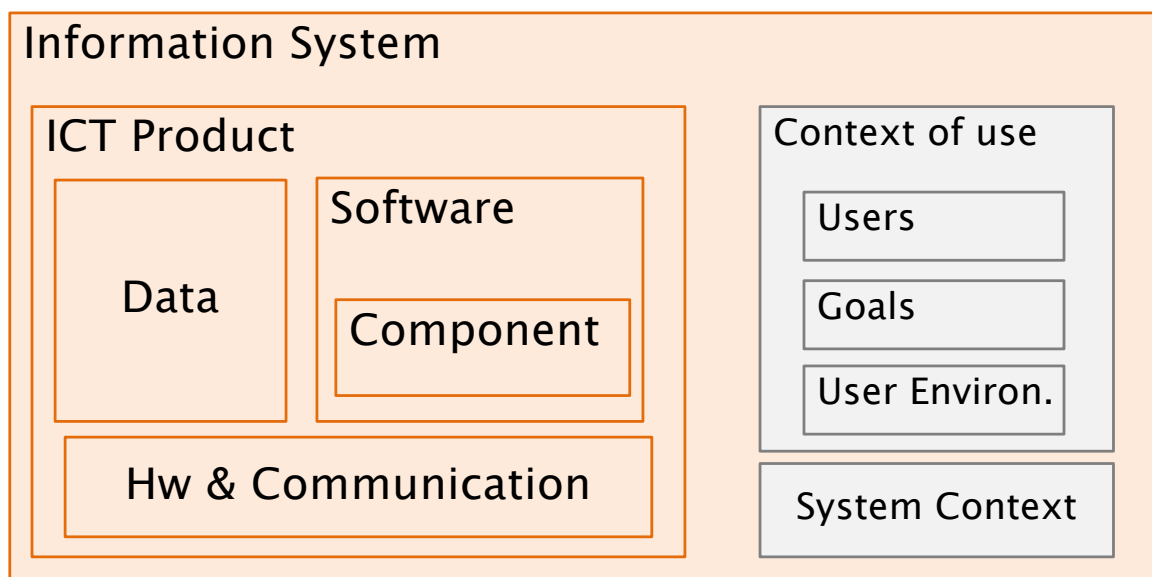 Information System
ICT Product
Data
Software
Component
Hw & Communication
Context of use
Users
Goals
User Environ.
System Context